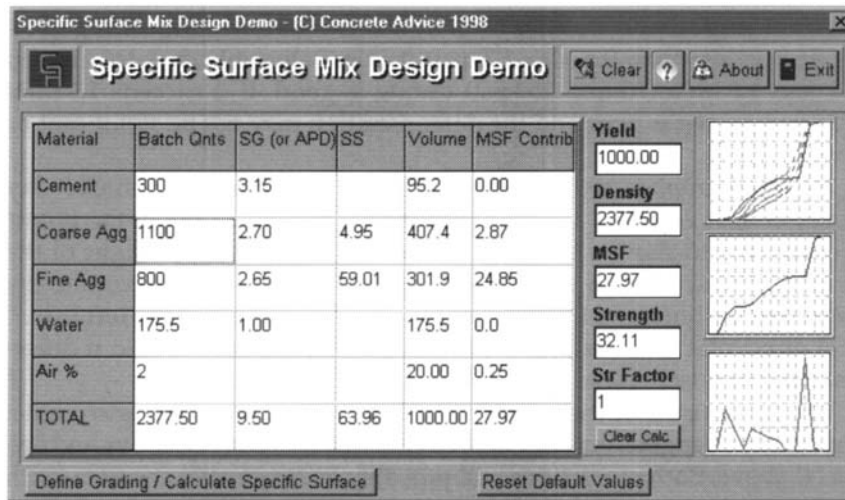 Specific Surface Mix Design Demo - (C) Concrete Advice 1998
Specific Surface Mix Design Demo
Clear ? About Exit
Material Batch Qnts SG (or APD) SS Volume MSF Contrib
Cement 300 3.15 95.2 0.00
Coarse Agg 1100 2.70 4.95 407.4 2.87
Fine Agg 800 2.65 59.01 301.9 24.85
Water 175.5 1.00 175.5 0.0
Air % 2 20.00 0.25
TOTAL 2377.50 9.50 63.96 1000.00 27.97
Yield
1000.00
Density
2377.50
MSF
27.97
Strength
32.11
Str Factor
1
Clear Calc
Define Grading / Calculate Specific Surface
Reset Default Values